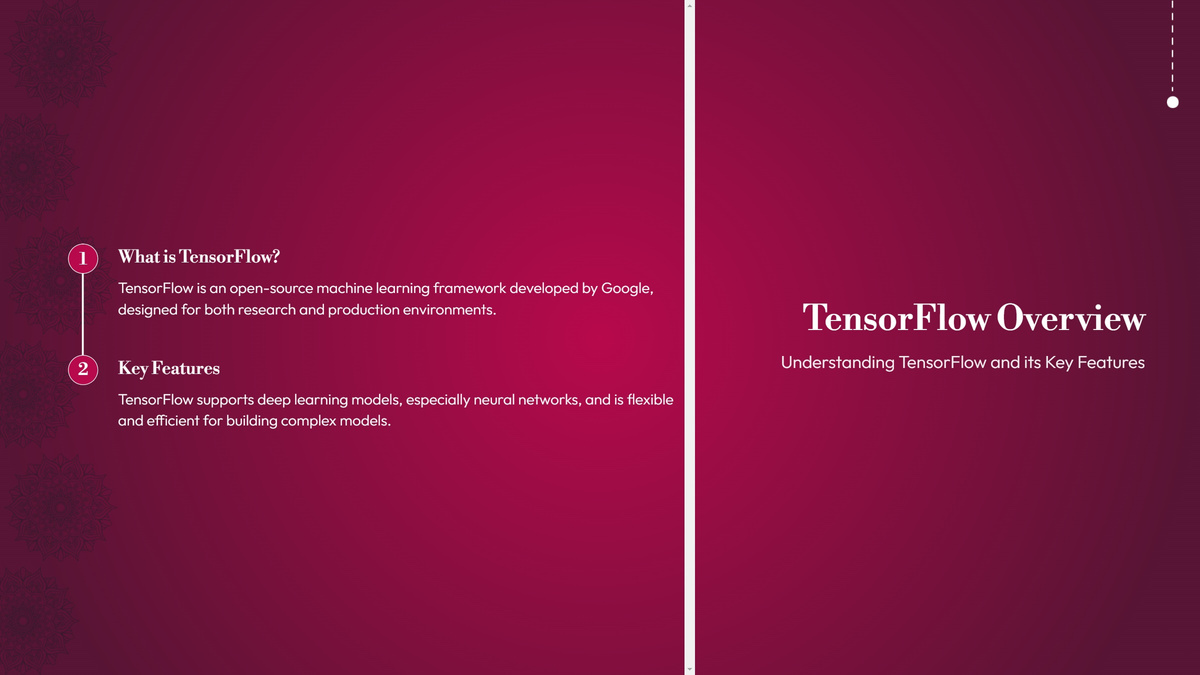 1
What is TensorFlow?
TensorFlow is an open-source machine learning framework developed by Google,
designed for both research and production environments.
2
Key Features
TensorFlow supports deep learning models, especially neural networks, and is flexible
and efficient for building complex models.
TensorFlow Overview
Understanding TensorFlow and its Key Features